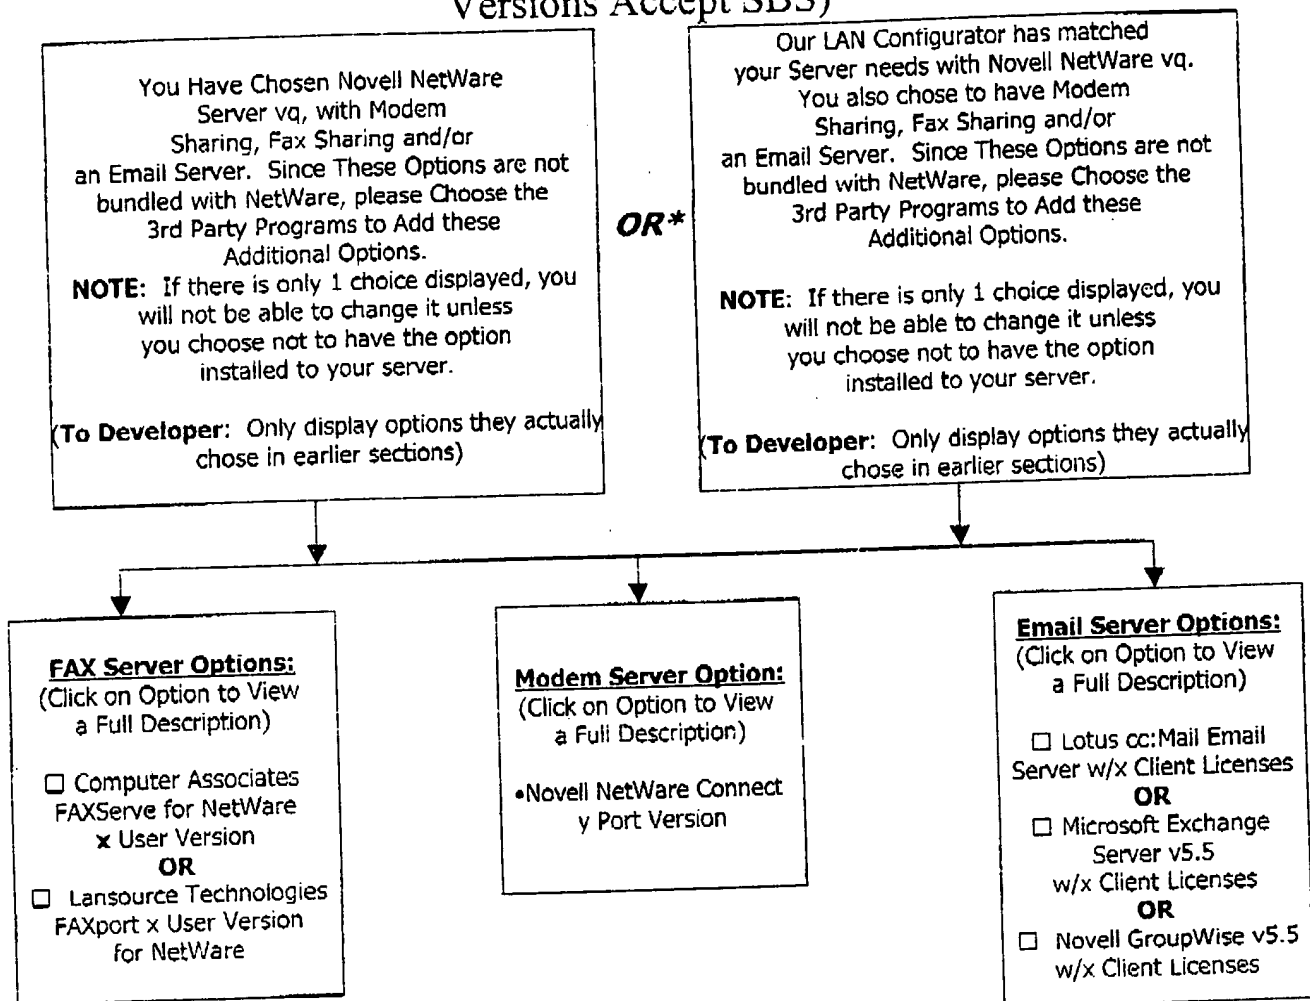 Versions Accept SBS)
You Have Chosen Novell NetWare
Server vq, with Modem
Sharing, Fax Sharing and/or
an Email Server. Since These Options are not
bundled with NetWare, please Choose the
3rd Party Programs to Add these
Additional Options.
NOTE: If there is only 1 choice displayed, you
will not be able to change it unless
you choose not to have the option
installed to your server.
(To Developer: Only display options they actually
chose in earlier sections)
OR*
Our LAN Configurator has matched
your Server needs with Novell NetWare vq.
You also chose to have Modem
Sharing, Fax Sharing and/or
an Email Server. Since These Options are not
bundled with NetWare, please Choose the
3rd Party Programs to Add these
Additional Options.
NOTE: If there is only 1 choice displayed, you
will not be able to change it unless
you choose not to have the option
installed to your server.
(To Developer: Only display options they actually
chose in earlier sections)
FAX Server Options:
(Click on Option to View
a Full Description)
☐ Computer Associates
FAXServe for NetWare
x User Version
OR
☐ Lansource Technologies
FAXport x User Version
for NetWare
Modem Server Option:
(Click on Option to View
a Full Description)
•Novell NetWare Connect
y Port Version
Email Server Options:
(Click on Option to View
a Full Description)
☐ Lotus cc:Mail Email
Server w/x Client Licenses
OR
☐ Microsoft Exchange
Server v5.5
w/x Client Licenses
OR
☐ Novell GroupWise v5.5
w/x Client Licenses